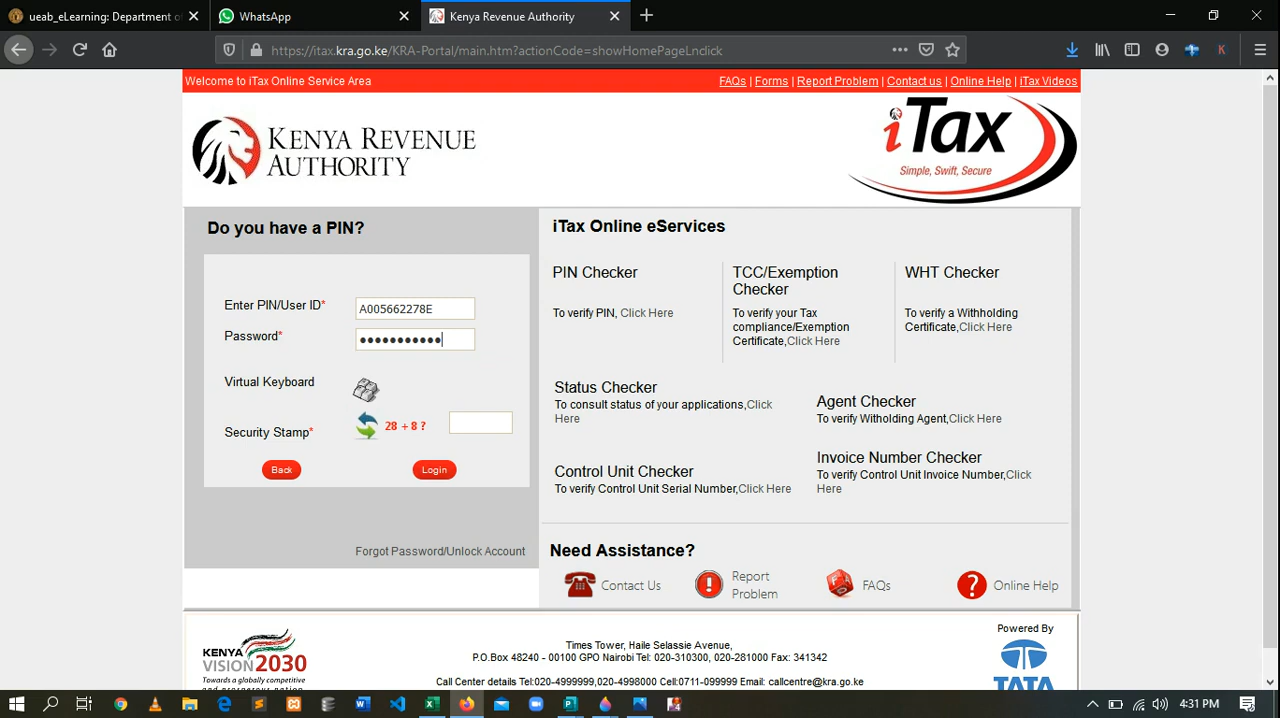 ueab_eLearning: Department of
WhatsApp
Kenya Revenue Authority
https://itax.kra.go.ke/KRA-Portal/main.htm?actionCode=showHomePageLnclick
K
Welcome to iTax Online Service Area
FAQs | Forms | Report Problem | Contact us | Online Help | iTax Videos
KENYA REVENUE
AUTHORITY
iTax
Simple, Swift, Secure
Do you have a PIN?
Enter PIN/User ID*
A005662278E
Password*
●●●●●●●●●●●
Virtual Keyboard
Security Stamp*
28 + 8 ?
Back
Login
Forgot Password/Unlock Account
iTax Online eServices
PIN Checker
To verify PIN, Click Here
TCC/Exemption
Checker
To verify your Tax
compliance/Exemption
Certificate,Click Here
WHT Checker
To verify a Withholding
Certificate,Click Here
Status Checker
To consult status of your applications,Click
Here
Agent Checker
To verify Witholding Agent,Click Here
Control Unit Checker
To verify Control Unit Serial Number,Click Here
Invoice Number Checker
To verify Control Unit Invoice Number,Click
Here
Need Assistance?
Contact Us
Report
Problem
FAQs
Online Help
KENYA
VISION 2030
Towards a globally competitive
and prosperous nation
Times Tower, Haile Selassie Avenue,
P.O.Box 48240 - 00100 GPO Nairobi Tel: 020-310300, 020-281000 Fax: 341342
Call Center details Tel:020-4999999,020-4998000 Cell:0711-099999 Email: callcentre@kra.go.ke
Powered By
TATA
4:31 PM